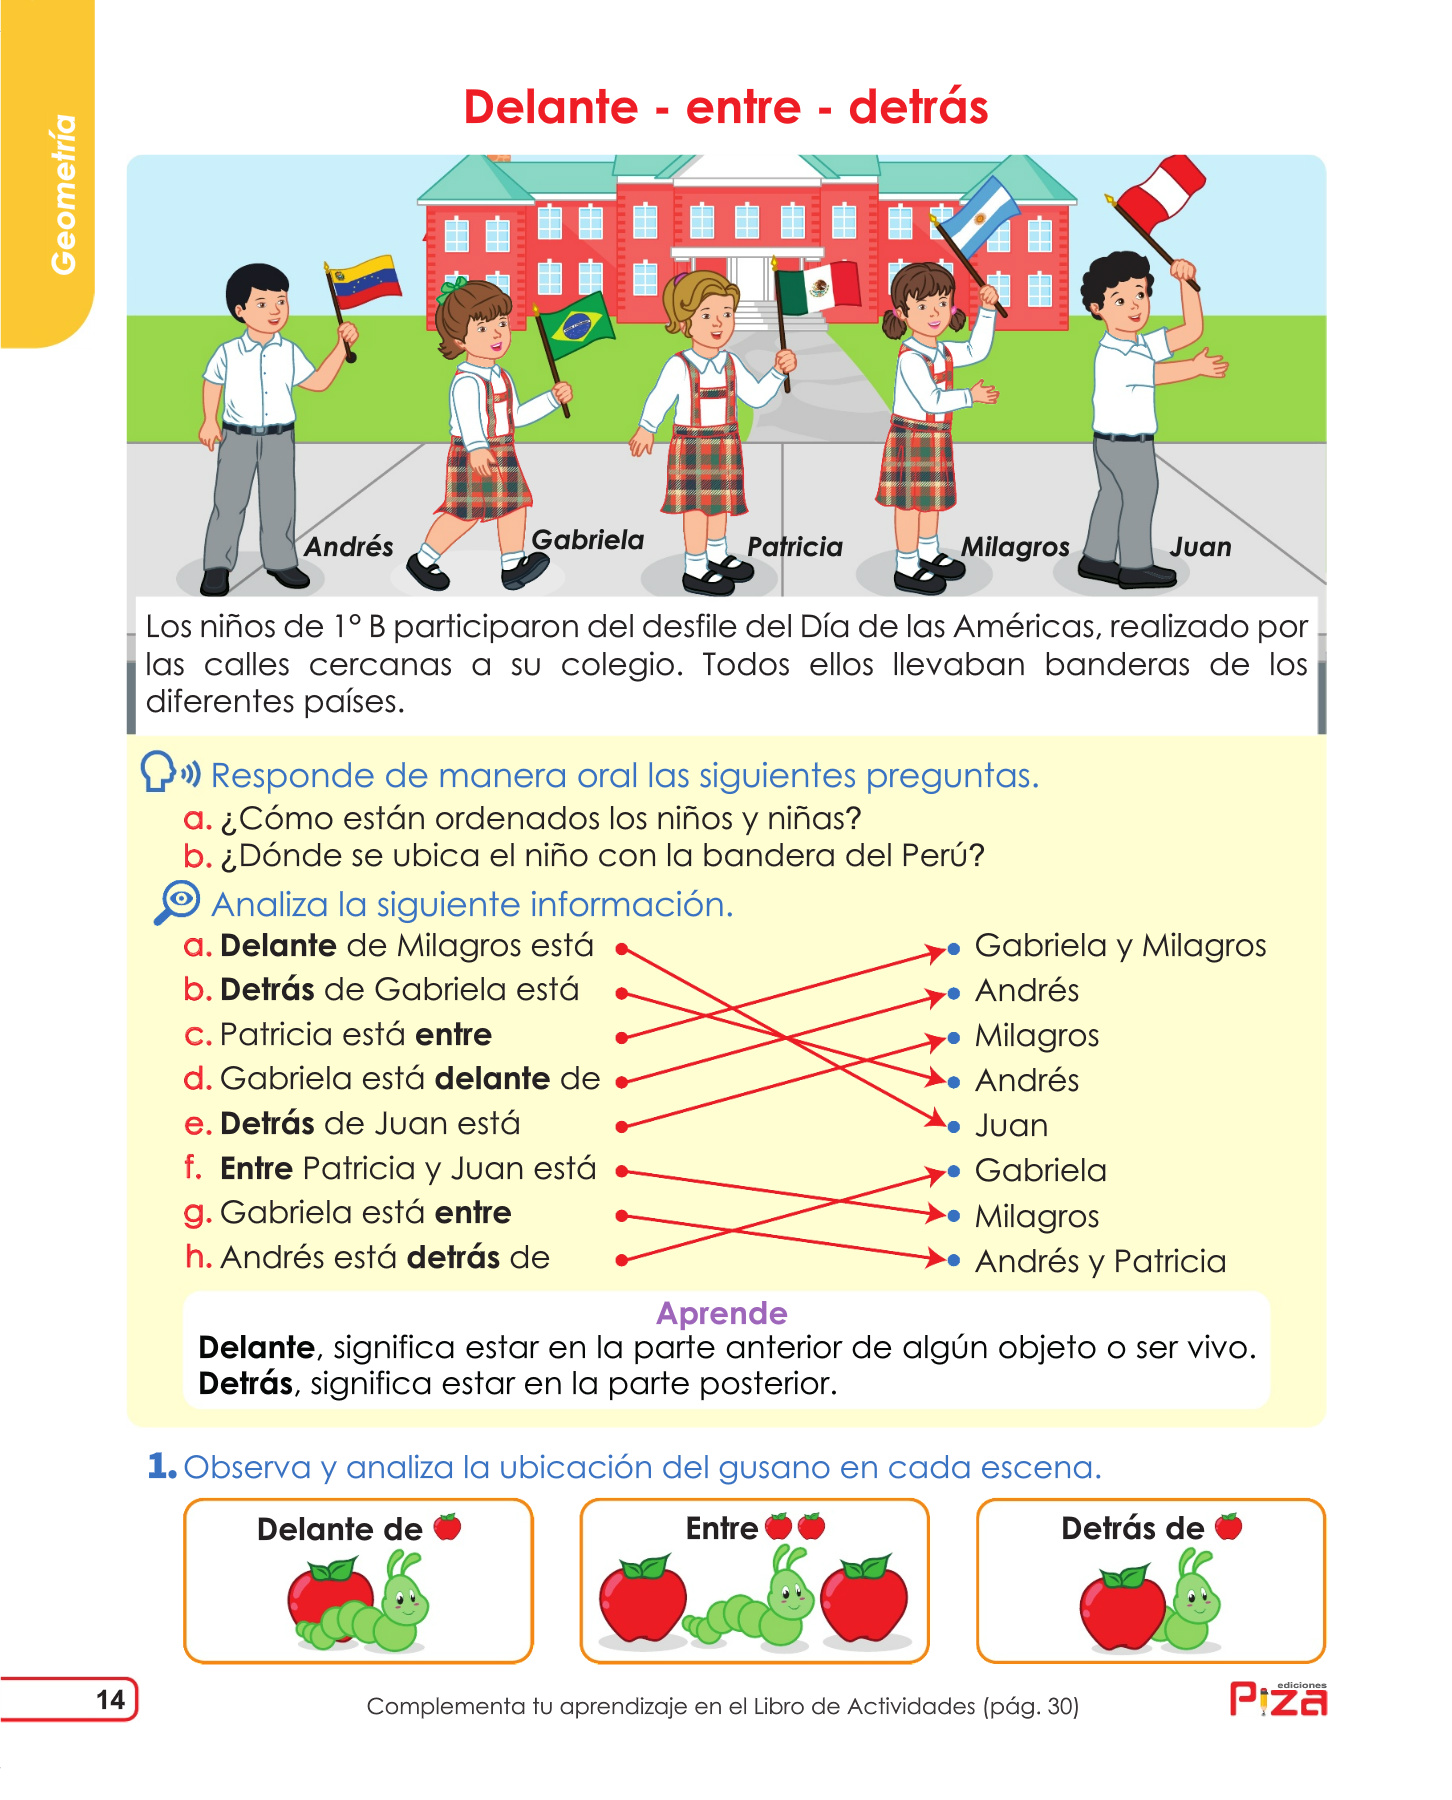 Geometría
Delante - entre - detrás
Andrés
Gabriela
Patricia
Milagros
Juan
Los niños de 1° B participaron del desfile del Día de las Américas, realizado por
las calles cercanas a su colegio. Todos ellos llevaban banderas de los
diferentes países.
Responde de manera oral las siguientes preguntas.
a. ¿Cómo están ordenados los niños y niñas?
b. ¿Dónde se ubica el niño con la bandera del Perú?
Analiza la siguiente información.
a. Delante de Milagros está
b. Detrás de Gabriela está
c. Patricia está entre
d. Gabriela está delante de
e. Detrás de Juan está
f. Entre Patricia y Juan está
g. Gabriela está entre
h. Andrés está detrás de
Gabriela y Milagros
Andrés
Milagros
Andrés
Juan
Gabriela
Milagros
Andrés y Patricia
Aprende
Delante, significa estar en la parte anterior de algún objeto o ser vivo.
Detrás, significa estar en la parte posterior.
1. Observa y analiza la ubicación del gusano en cada escena.
Delante de
Entre
Detrás de
14
Complementa tu aprendizaje en el Libro de Actividades (pág. 30)
ediciones
Piza